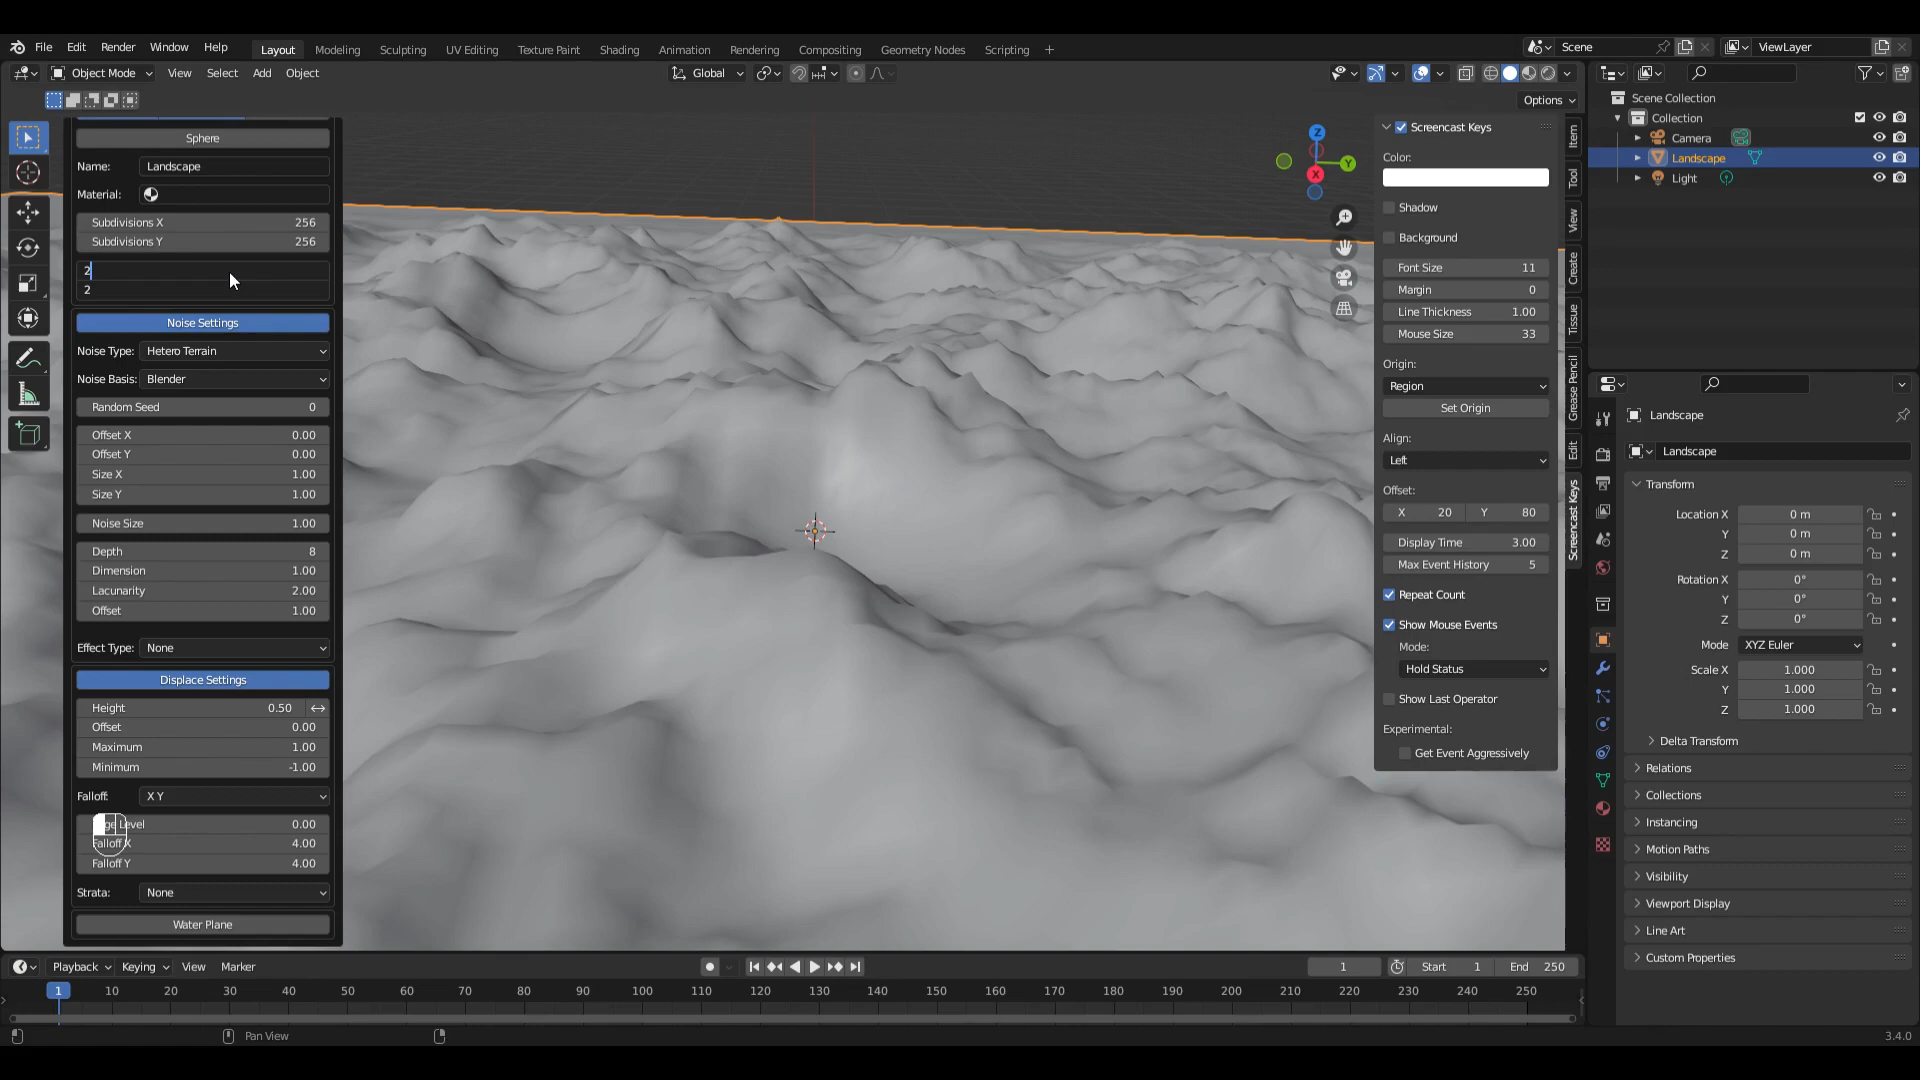 File Edit Render Window Help Layout Modeling Sculpting UV Editing Texture Paint Shading Animation Rendering Compositing Geometry Nodes Scripting + Scene ViewLayer
Object Mode View Select Add Object Global
Options
Sphere
Name: Landscape
Material:
Subdivisions X 256
Subdivisions Y 256
2
2
Noise Settings
Noise Type: Hetero Terrain
Noise Basis: Blender
Random Seed 0
Offset X 0.00
Offset Y 0.00
Size X 1.00
Size Y 1.00
Noise Size 1.00
Depth 8
Dimension 1.00
Lacunarity 2.00
Offset 1.00
Effect Type: None
Displace Settings
Height 0.50
Offset 0.00
Maximum 1.00
Minimum -1.00
Falloff: X Y
Level 0.00
Falloff X 4.00
Falloff Y 4.00
Strata: None
Water Plane
Z
Y
X
Screencast Keys
Color:
Shadow
Background
Font Size 11
Margin 0
Line Thickness 1.00
Mouse Size 33
Origin:
Region
Set Origin
Align:
Left
Offset:
X 20 Y 80
Display Time 3.00
Max Event History 5
Repeat Count
Show Mouse Events
Mode:
Hold Status
Show Last Operator
Experimental:
Get Event Aggressively
Item
Tool
View
Create
Tissue
Grease Pencil
Edit
Screencast Keys
Scene Collection
Collection
Camera
Landscape
Light
Landscape
Landscape
Transform
Location X 0 m
Y 0 m
Z 0 m
Rotation X 0°
Y 0°
Z 0°
Mode XYZ Euler
Scale X 1.000
Y 1.000
Z 1.000
Delta Transform
Relations
Collections
Instancing
Motion Paths
Visibility
Viewport Display
Line Art
Custom Properties
Playback Keying View Marker 1 Start 1 End 250
1 10 20 30 40 50 60 70 80 90 100 110 120 130 140 150 160 170 180 190 200 210 220 230 240 250
Pan View 3.4.0